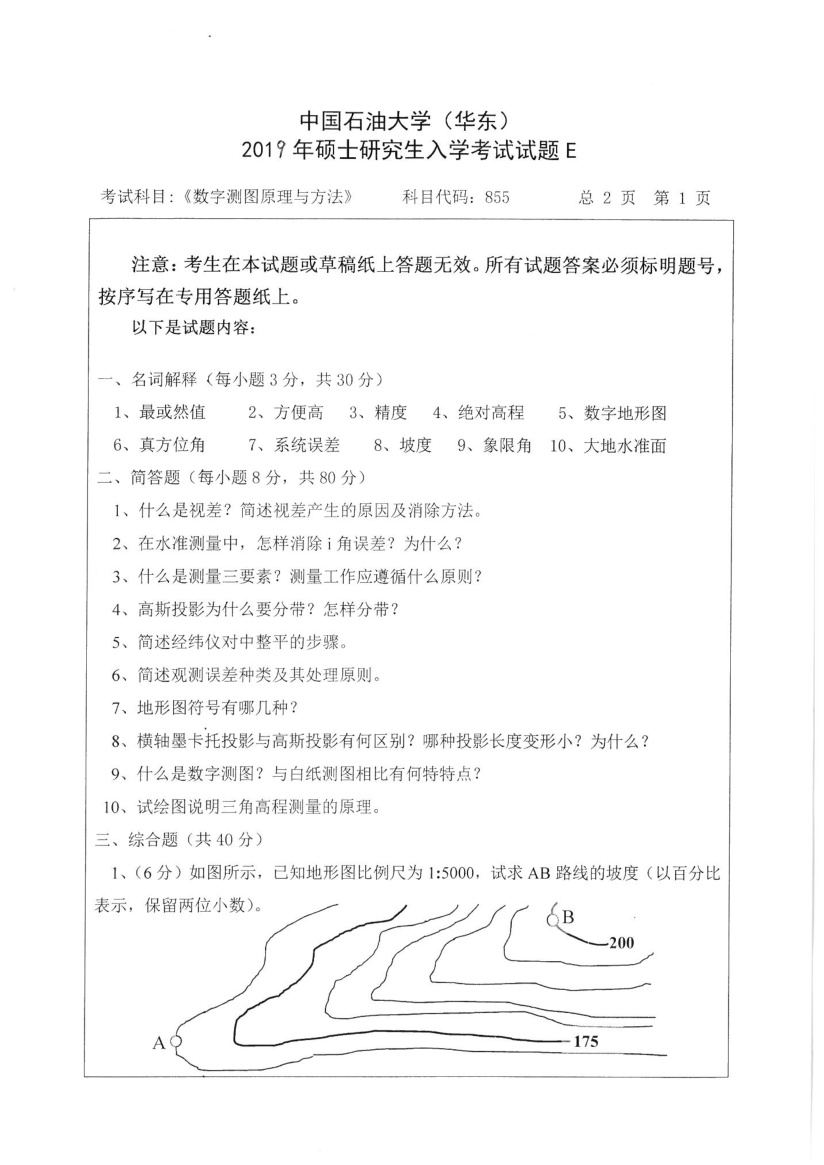 中国石油大学（华东）
2019 年硕士研究生入学考试试题 E
考试科目：《数字测图原理与方法》 科目代码：855 总 2 页 第 1 页
注意：考生在本试题或草稿纸上答题无效。所有试题答案必须标明题号，
按序写在专用答题纸上。
以下是试题内容：
一、名词解释（每小题 3 分，共 30 分）
1、最或然值 2、方便高 3、精度 4、绝对高程 5、数字地形图
6、真方位角 7、系统误差 8、坡度 9、象限角 10、大地水准面
二、简答题（每小题 8 分，共 80 分）
1、什么是视差？简述视差产生的原因及消除方法。
2、在水准测量中，怎样消除 i 角误差？为什么？
3、什么是测量三要素？测量工作应遵循什么原则？
4、高斯投影为什么要分带？怎样分带？
5、简述经纬仪对中整平的步骤。
6、简述观测误差种类及其处理原则。
7、地形图符号有哪几种？
8、横轴墨卡托投影与高斯投影有何区别？哪种投影长度变形小？为什么？
9、什么是数字测图？与白纸测图相比有何特特点？
10、试绘图说明三角高程测量的原理。
三、综合题（共 40 分）
1、（6 分）如图所示，已知地形图比例尺为 1:5000，试求 AB 路线的坡度（以百分比
表示，保留两位小数）。
B
200
A
175